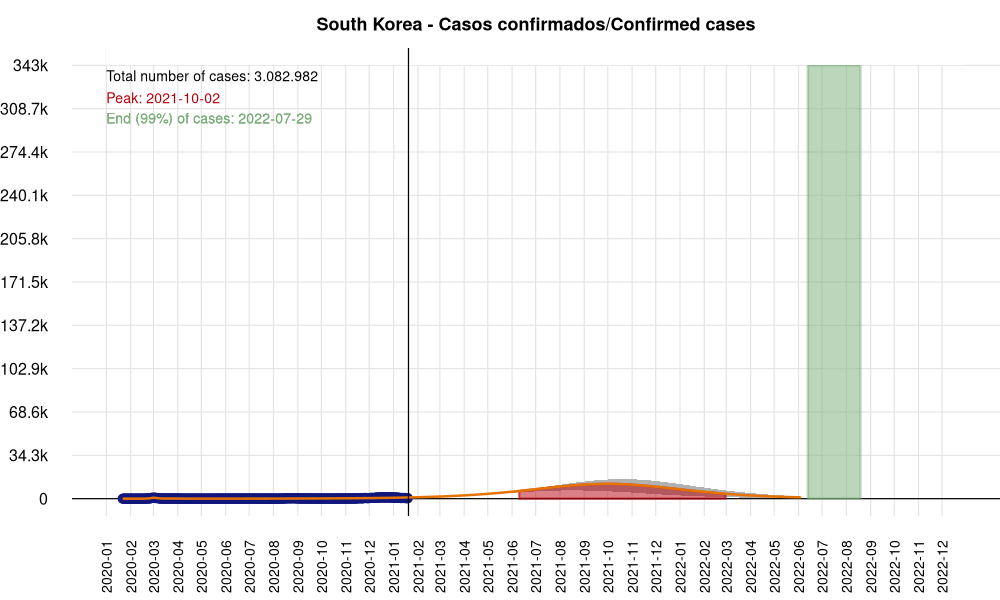 South Korea - Casos confirmados/Confirmed cases
Total number of cases: 3.082.982
Peak: 2021-10-02
End (99%) of cases: 2022-07-29
343k
308.7k
274.4k
240.1k
205.8k
171.5k
137.2k
102.9k
68.6k
34.3k
0
2020-01
2020-02
2020-03
2020-04
2020-05
2020-06
2020-07
2020-08
2020-09
2020-10
2020-11
2020-12
2021-01
2021-02
2021-03
2021-04
2021-05
2021-06
2021-07
2021-08
2021-09
2021-10
2021-11
2021-12
2022-01
2022-02
2022-03
2022-04
2022-05
2022-06
2022-07
2022-08
2022-09
2022-10
2022-11
2022-12